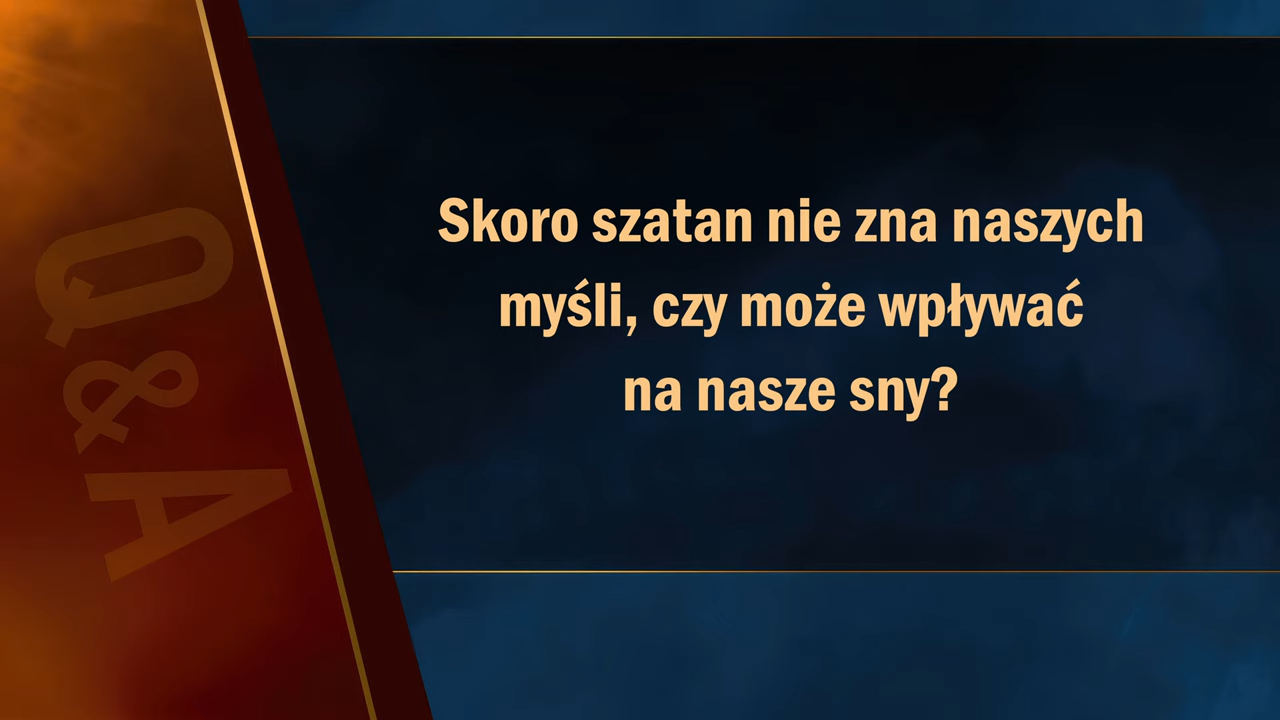 Skoro szatan nie zna naszych
myśli, czy może wpływać
na nasze sny?
Q&A